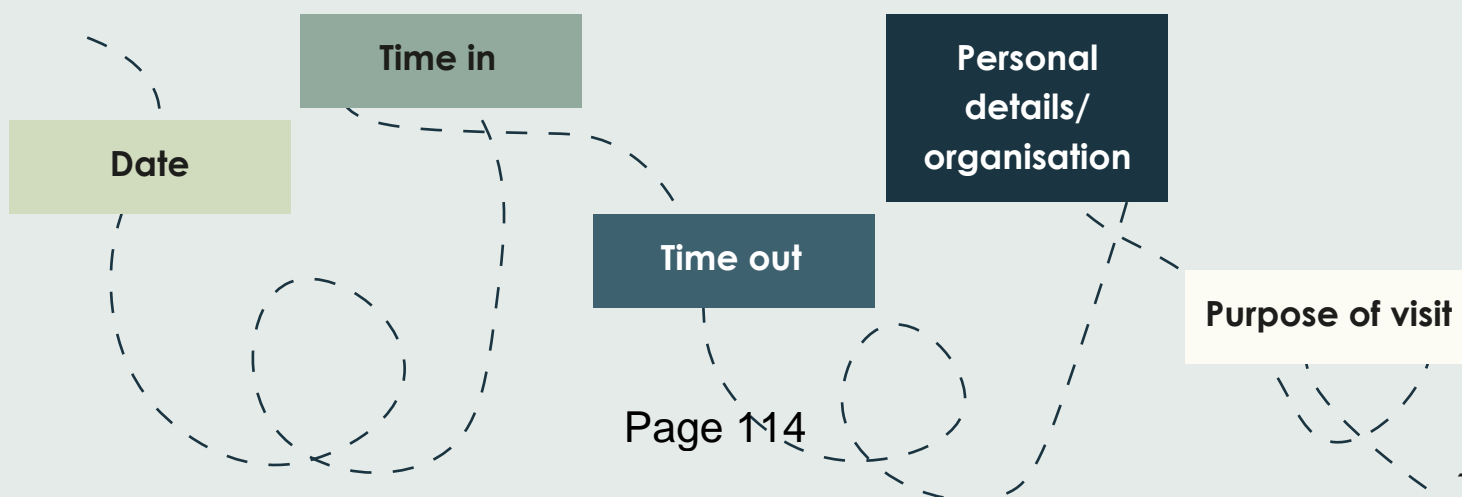 Date
Time in
Time out
Personal
details/
organisation
Purpose of visit
Page 114